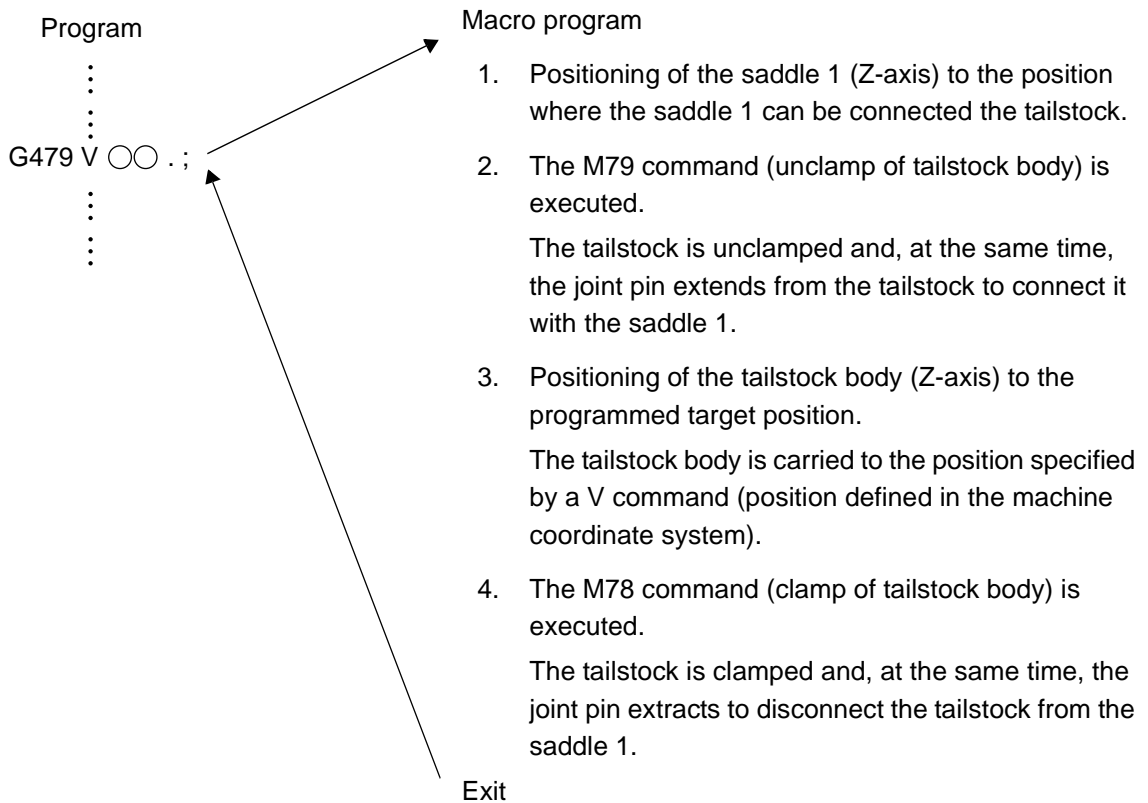 Program
G479 V ○○ . ;
Macro program
1. Positioning of the saddle 1 (Z-axis) to the position
where the saddle 1 can be connected the tailstock.
2. The M79 command (unclamp of tailstock body) is
executed.
The tailstock is unclamped and, at the same time,
the joint pin extends from the tailstock to connect it
with the saddle 1.
3. Positioning of the tailstock body (Z-axis) to the
programmed target position.
The tailstock body is carried to the position specified
by a V command (position defined in the machine
coordinate system).
4. The M78 command (clamp of tailstock body) is
executed.
The tailstock is clamped and, at the same time, the
joint pin extracts to disconnect the tailstock from the
saddle 1.
Exit